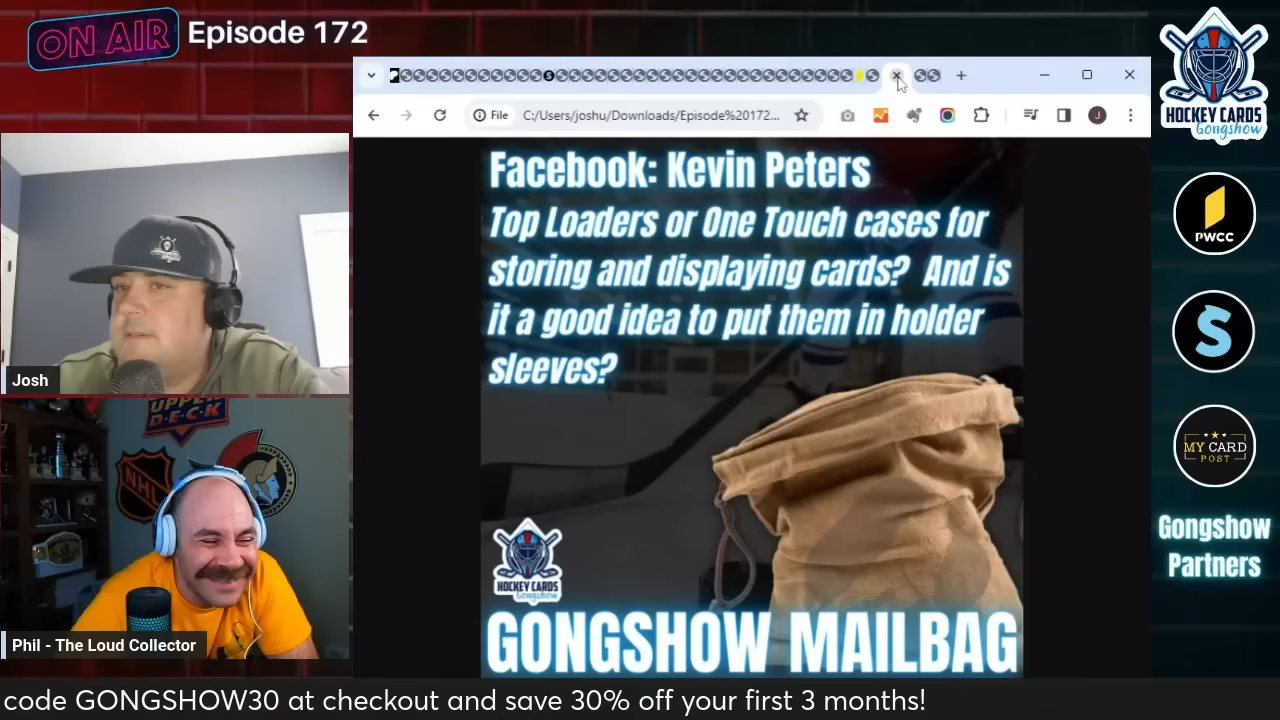 ON AIR
Episode 172
File
C:/Users/joshu/Downloads/Episode%20172...
J
Facebook: Kevin Peters
Top Loaders or One Touch cases for
storing and displaying cards? And is
it a good idea to put them in holder
sleeves?
HOCKEY CARDS
Gongshow
GONGSHOW MAILBAG
Josh
UPPER
DECK
NHL
Phil - The Loud Collector
HOCKEY CARDS
Gongshow
PWCC
S
MY CARD
POST
Gongshow
Partners
code GONGSHOW30 at checkout and save 30% off your first 3 months!